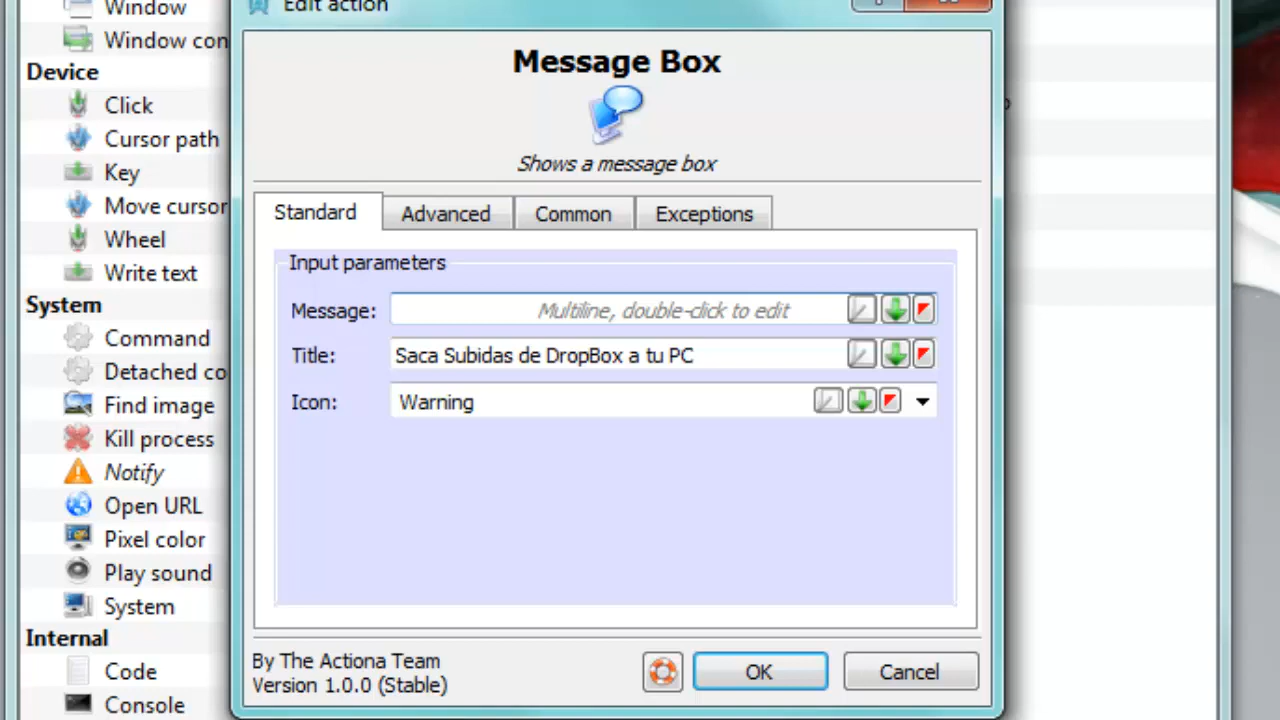 Window
Window con
Device
Click
Cursor path
Key
Move cursor
Wheel
Write text
System
Command
Detached co
Find image
Kill process
Notify
Open URL
Pixel color
Play sound
System
Internal
Code
Console
Edit action
Message Box
Shows a message box
Standard
Advanced
Common
Exceptions
Input parameters
Message:
Multiline, double-click to edit
Title:
Saca Subidas de DropBox a tu PC
Icon:
Warning
By The Actiona Team
Version 1.0.0 (Stable)
OK
Cancel